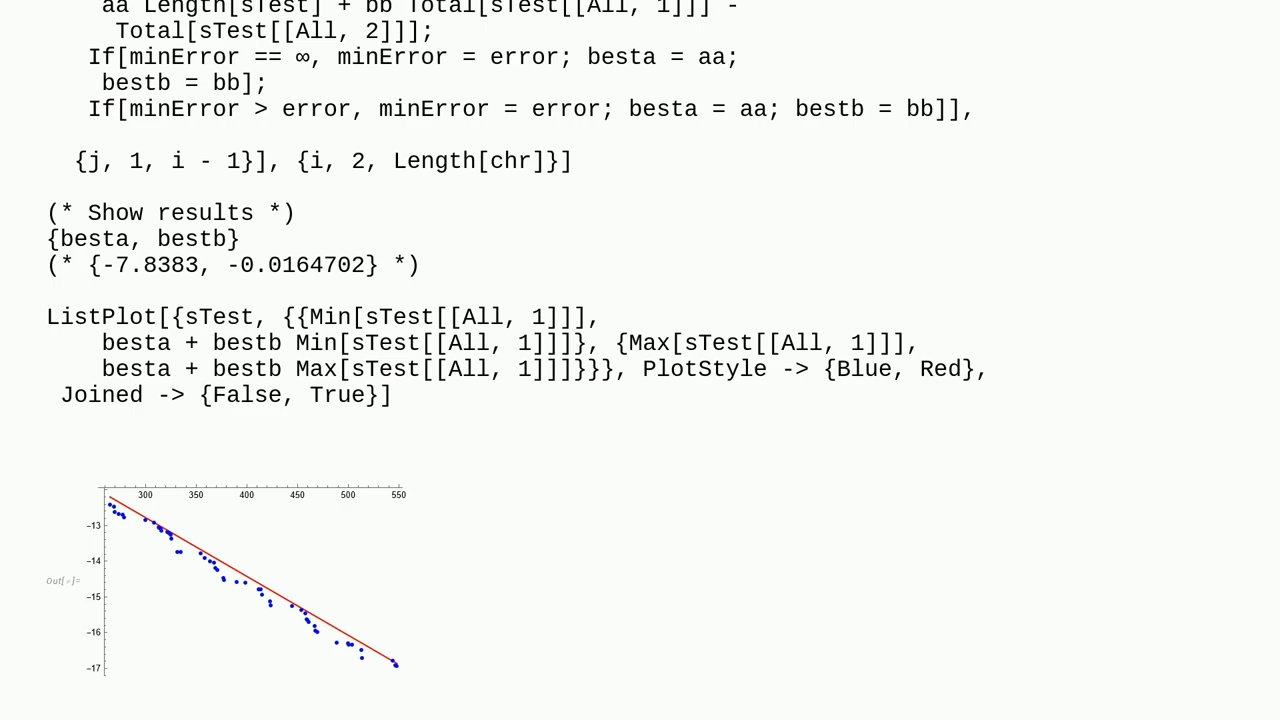 aa Length[sTest] + bb Total[sTest[[All, 1]]] -
Total[sTest[[All, 2]]];
If[minError == ∞, minError = error; besta = aa;
bestb = bb];
If[minError > error, minError = error; besta = aa; bestb = bb]],
{j, 1, i - 1}], {i, 2, Length[chr]}]
(* Show results *)
{besta, bestb}
(* {-7.8383, -0.0164702} *)
ListPlot[{sTest, {{Min[sTest[[All, 1]]],
besta + bestb Min[sTest[[All, 1]]]}, {Max[sTest[[All, 1]]],
besta + bestb Max[sTest[[All, 1]]]}}}, PlotStyle -> {Blue, Red},
Joined -> {False, True}]
300 350 400 450 500 550
-13
-14
Out[•]=
-15
-16
-17